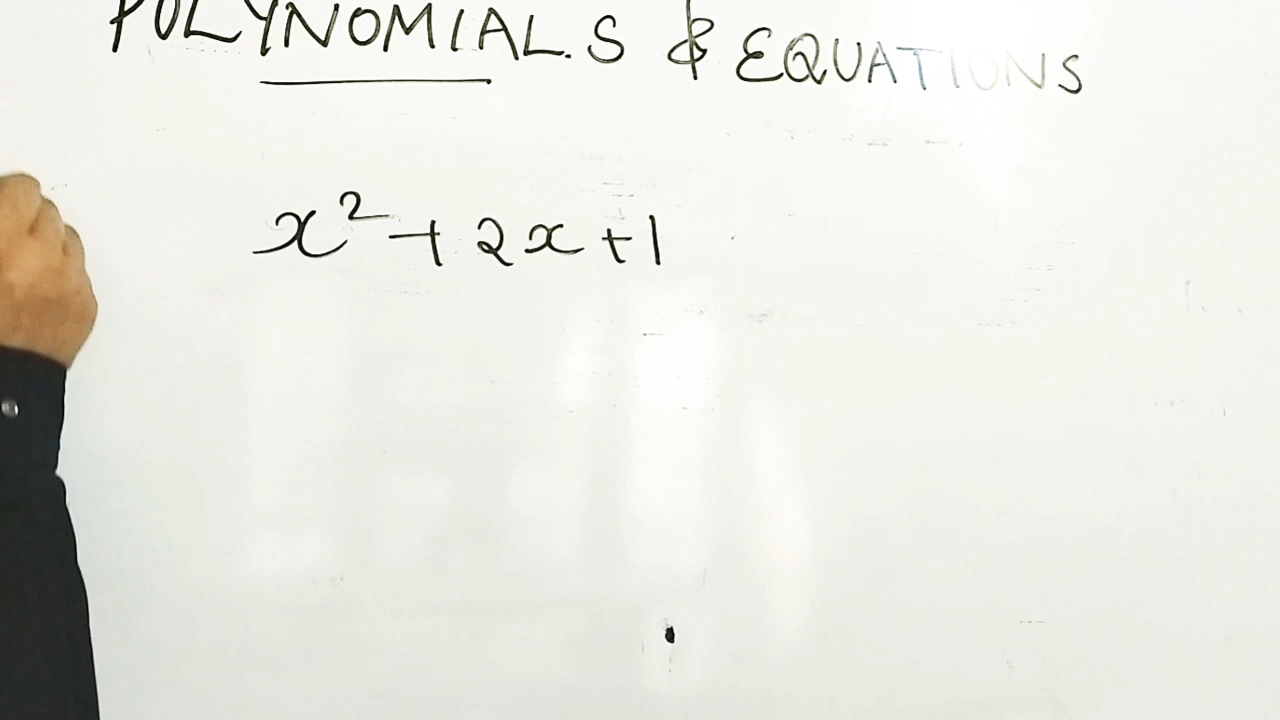 POLYNOMIALS & EQUATIONS
x² + 2x + 1